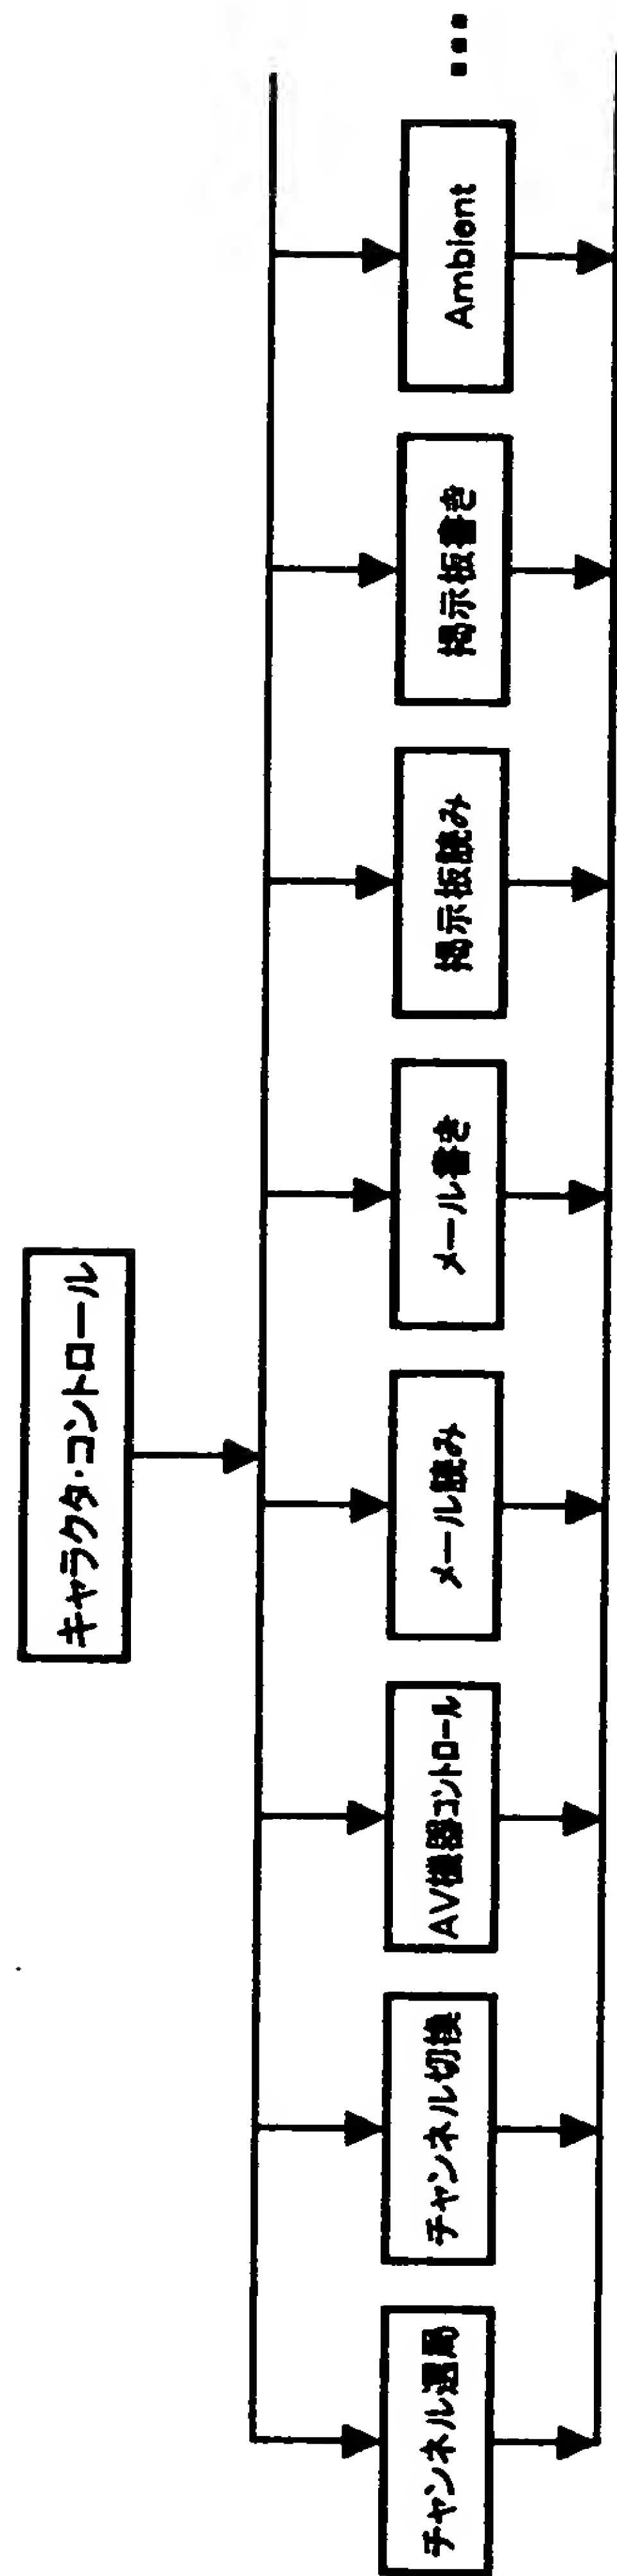 キャラクタ・コントロール
チャンネル選局
チャンネル切換
AV機器コントロール
メール読み
メール書き
掲示板読み
掲示板書き
Ambient
...